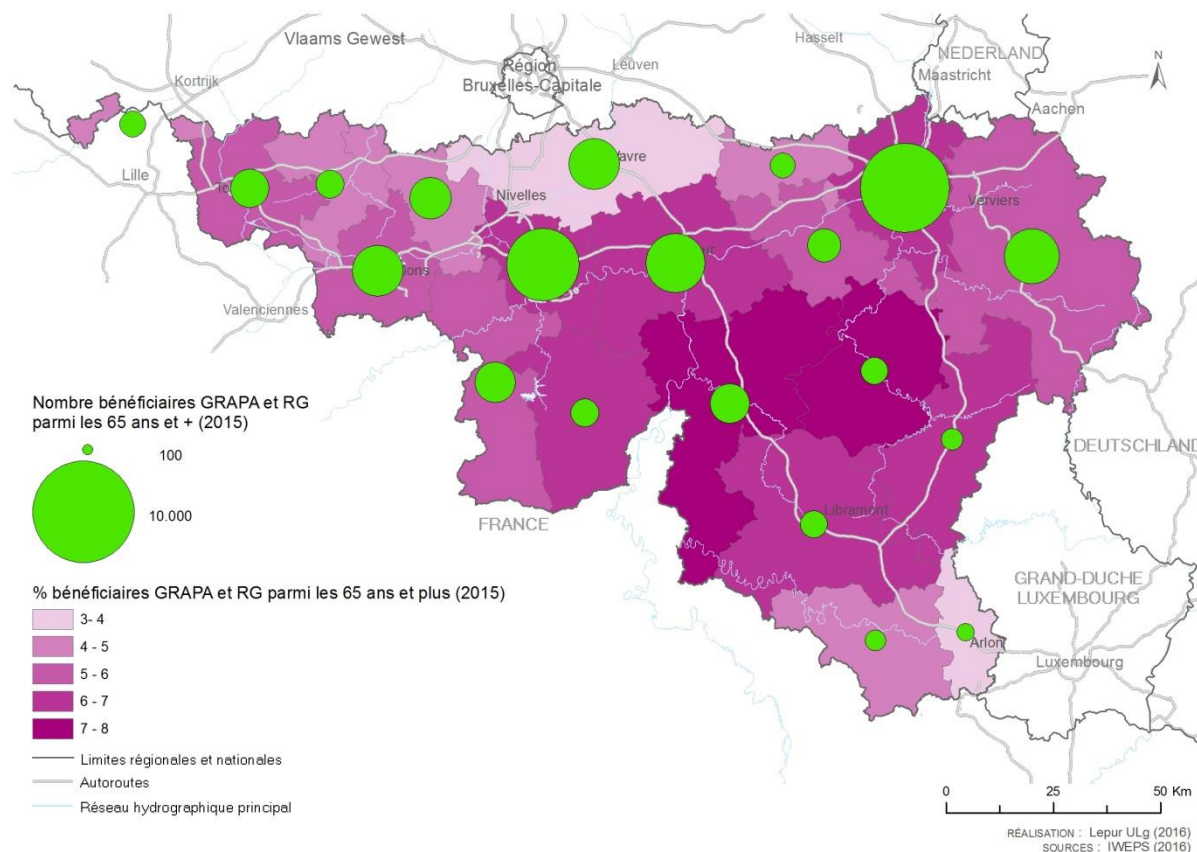 Vlaams Gewest
Hasselt
NEDERLAND
Kortrijk
Région
Bruxelles-Capitale
Leuven
Maastricht
N
Aachen
Lille
Nivelles
Verviers
Valenciennes
Nombre bénéficiaires GRAPA et RG
parmi les 65 ans et + (2015)
100
10.000
DEUTSCHLAND
FRANCE
Libramont
% bénéficiaires GRAPA et RG parmi les 65 ans et plus (2015)
3- 4
4 - 5
5 - 6
6 - 7
7 - 8
GRAND-DUCHE
LUXEMBOURG
Arlon
Luxembourg
Limites régionales et nationales
Autoroutes
Réseau hydrographique principal
0 25 50 Km
RÉALISATION : Lepur ULg (2016)
SOURCES : IWEPS (2016)